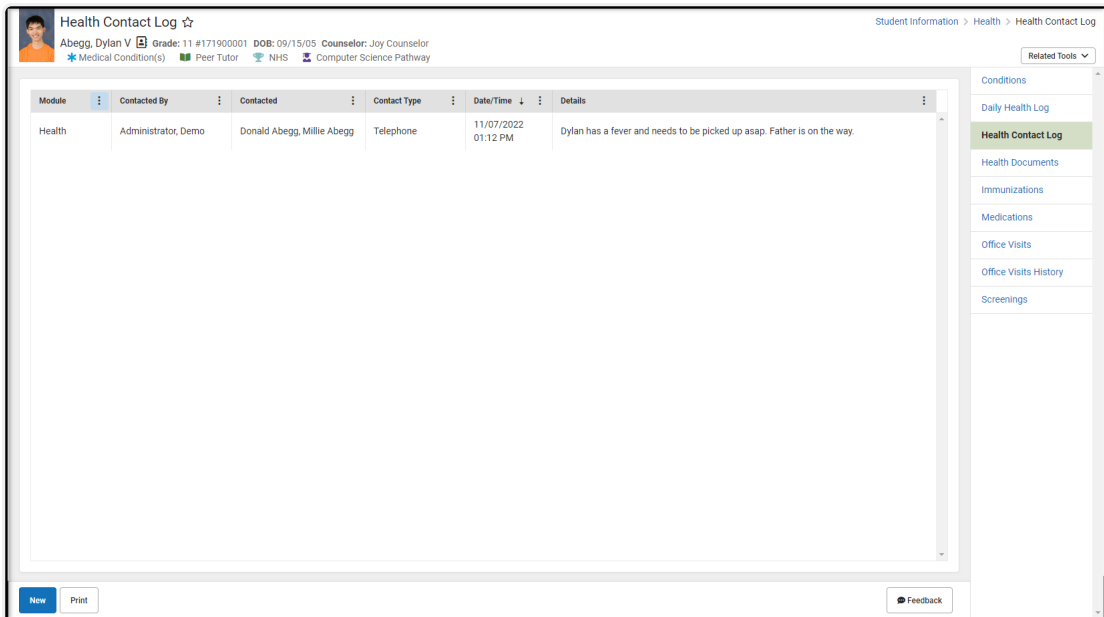 Health Contact Log
Student Information > Health > Health Contact Log
Abegg, Dylan V Grade: 11 #171900001 DOB: 09/15/05 Counselor: Joy Counselor
Medical Condition(s) Peer Tutor NHS Computer Science Pathway
Related Tools
Module Contacted By Contacted Contact Type Date/Time ↓ Details
Health Administrator, Demo Donald Abegg, Millie Abegg Telephone 11/07/2022 Dylan has a fever and needs to be picked up asap. Father is on the way.
01:12 PM
Conditions
Daily Health Log
Health Contact Log
Health Documents
Immunizations
Medications
Office Visits
Office Visits History
Screenings
New Print Feedback